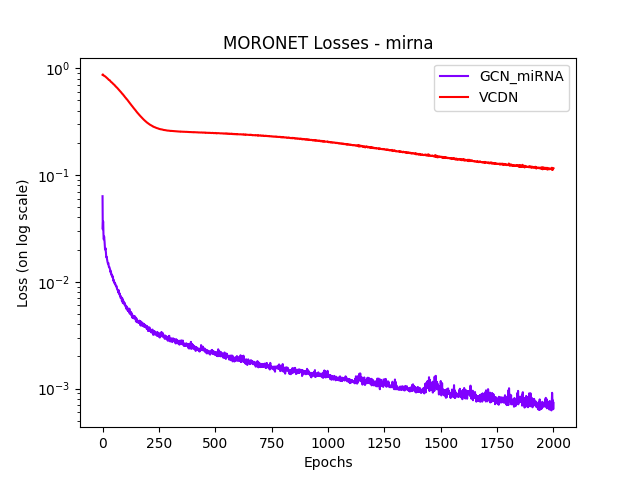 MORONET Losses - mirna
GCN_miRNA
VCDN
Loss (on log scale)
10⁰
10⁻¹
10⁻²
10⁻³
0 250 500 750 1000 1250 1500 1750 2000
Epochs